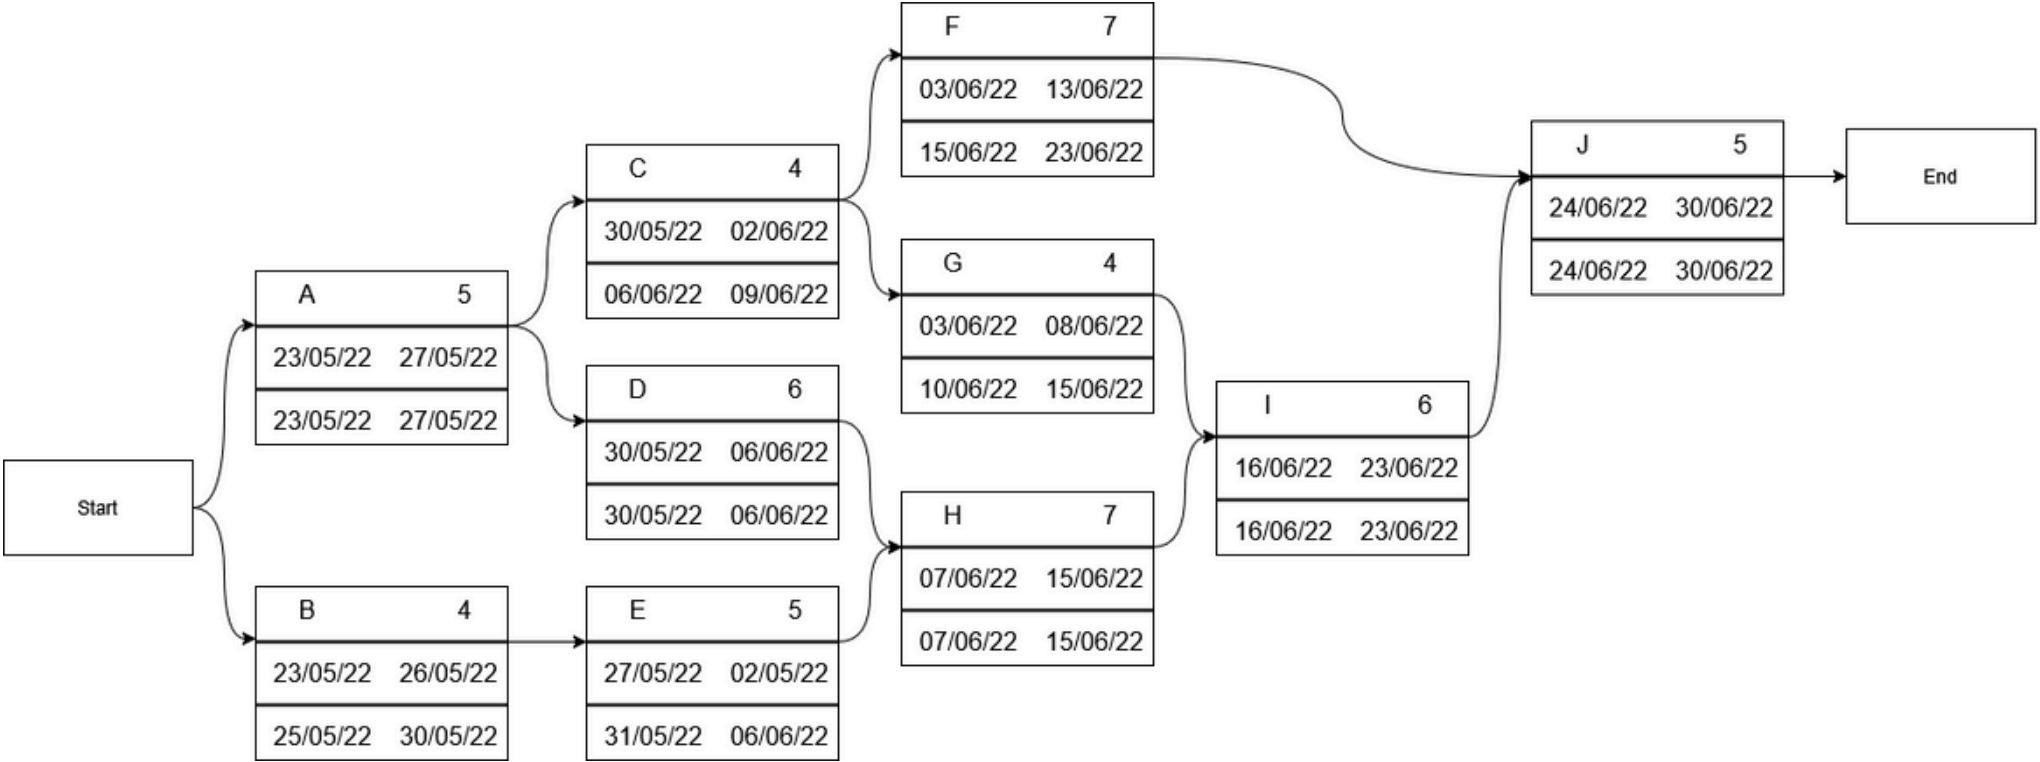 Start
A 5
23/05/22 27/05/22
23/05/22 27/05/22
B 4
23/05/22 26/05/22
25/05/22 30/05/22
C 4
30/05/22 02/06/22
06/06/22 09/06/22
D 6
30/05/22 06/06/22
30/05/22 06/06/22
E 5
27/05/22 02/05/22
31/05/22 06/06/22
F 7
03/06/22 13/06/22
15/06/22 23/06/22
G 4
03/06/22 08/06/22
10/06/22 15/06/22
H 7
07/06/22 15/06/22
07/06/22 15/06/22
I 6
16/06/22 23/06/22
16/06/22 23/06/22
J 5
24/06/22 30/06/22
24/06/22 30/06/22
End